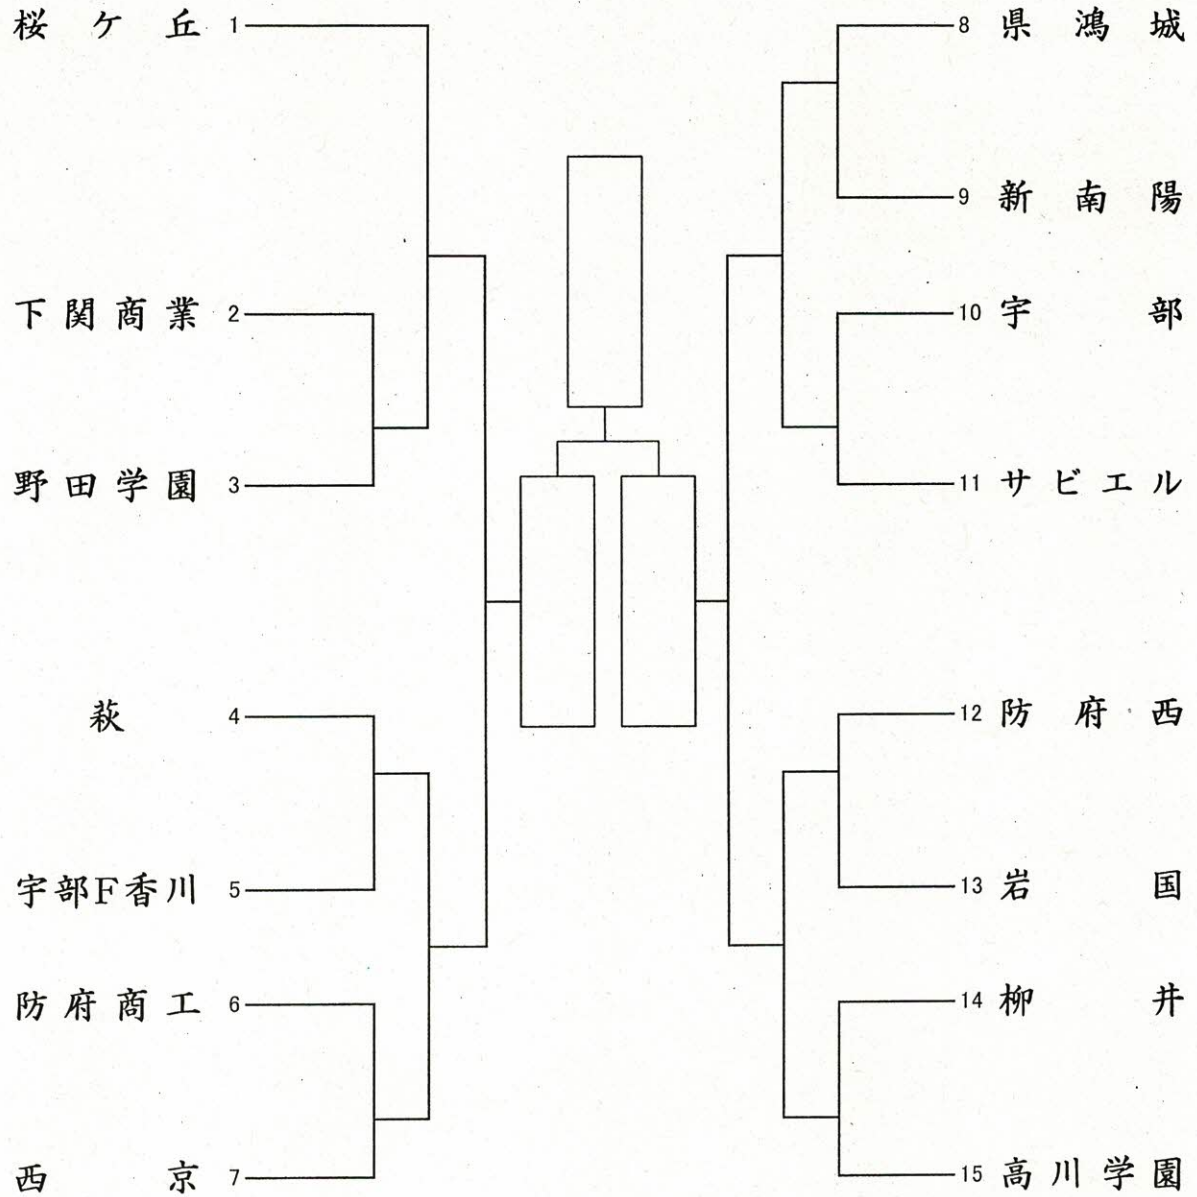 桜ケ丘 1
下関商業 2
野田学園 3
萩 4
宇部F香川 5
防府商工 6
西京 7
8 県鴻城
9 新南陽
10 宇部
11 サビエル
12 防府西
13 岩国
14 柳井
15 高川学園